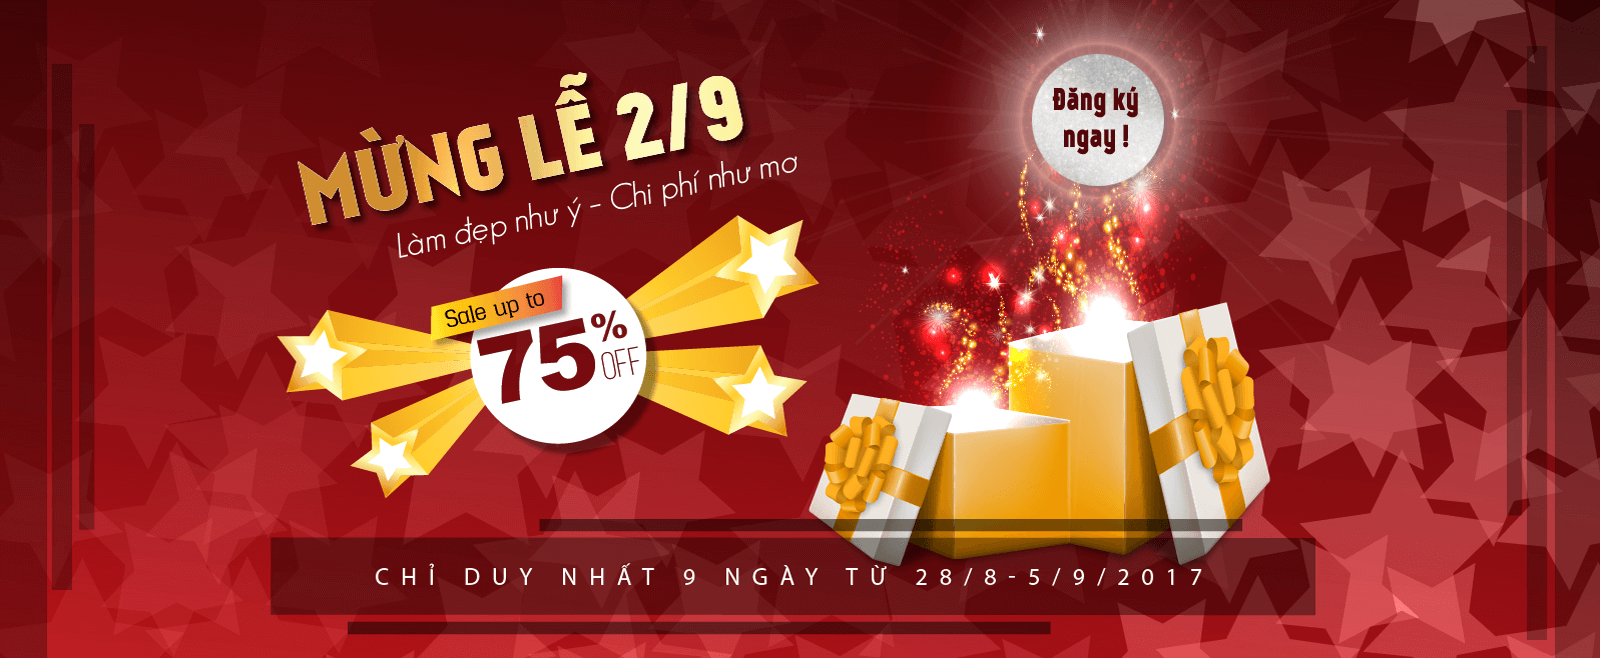 MỪNG LỄ 2/9
Làm đẹp như ý - Chi phí như mơ
Sale up to
75% OFF
Đăng ký
ngay !
CHỈ DUY NHẤT 9 NGÀY TỪ 28/8-5/9/2017